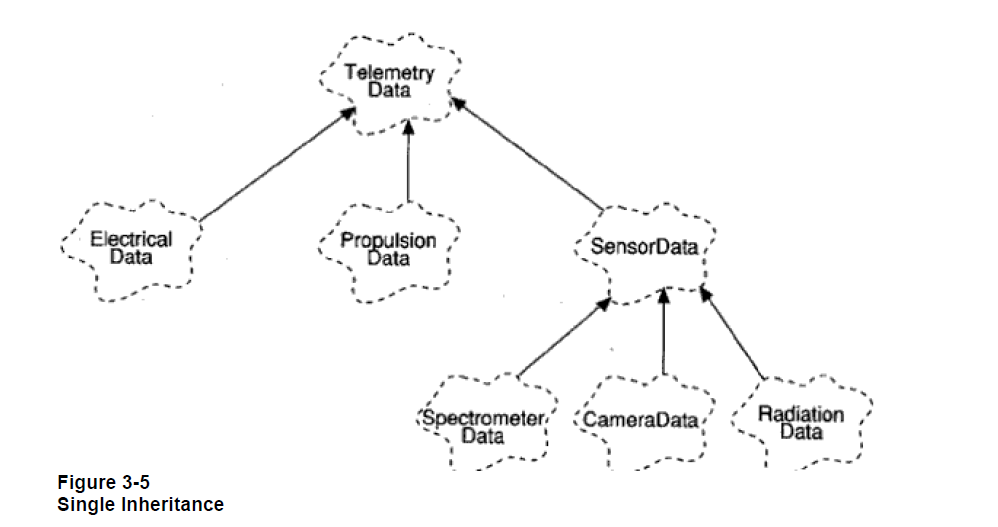 Telemetry
Data
Electrical
Data
Propulsion
Data
SensorData
Spectrometer
Data
CameraData
Radiation
Data
Figure 3-5
Single Inheritance